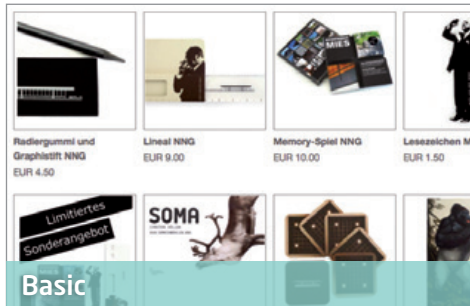 MIES
Radiergummi und
Graphistift NNG
EUR 4.50
Lineal NNG
EUR 9.00
Memory-Spiel NNG
EUR 10.00
Lesezeichen M
EUR 1.50
Limitiertes
Sonderangebot
SOMA
Basic